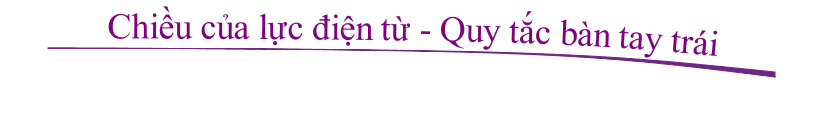 Chiều của lực điện từ - Quy tắc bàn tay trái